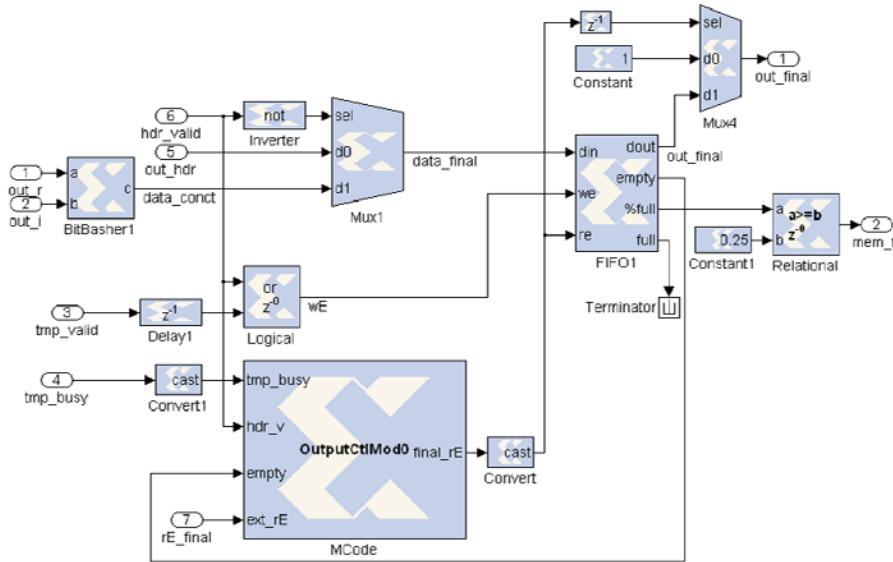 z⁻¹
sel
1
d0
1
Constant
out_final
d1
Mux4
6
not
sel
hdr_valid
Inverter
5
d0
din
dout
out_hdr
data_final
out_final
1
a
out_r
c
d1
empty
we
%full
a
a>=b
2
b
data_conct
Mux1
z⁻⁰
2
out_i
re
full
0.25
b
mem_f
BitBasher1
FIFO1
Constant1
Relational
or
z⁻⁰
wE
Terminator
3
z⁻¹
tmp_valid
Delay1
Logical
4
cast
tmp_busy
tmp_busy
Convert1
hdr_v
OutputCtlMod0
final_rE
cast
empty
Convert
7
ext_rE
rE_final
MCode